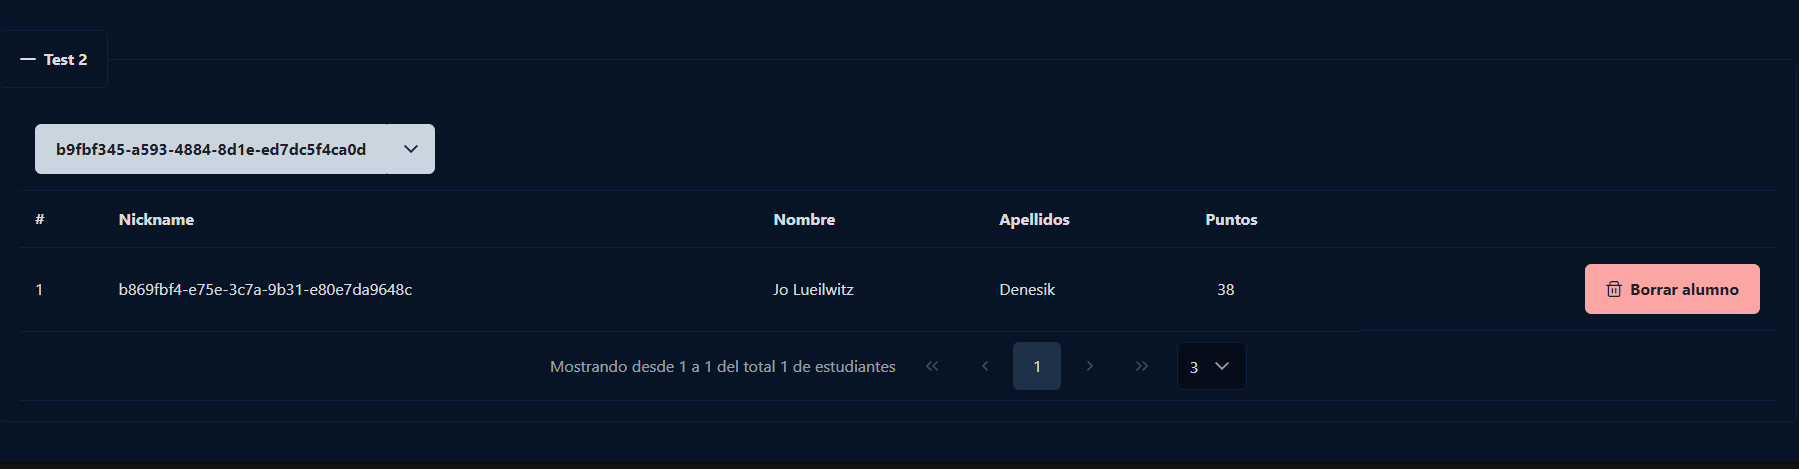 Test 2
b9fbf345-a593-4884-8d1e-ed7dc5f4ca0d
# Nickname Nombre Apellidos Puntos
1 b869fbf4-e75e-3c7a-9b31-e80e7da9648c Jo Lueilwitz Denesik 38 Borrar alumno
Mostrando desde 1 a 1 del total 1 de estudiantes « ‹ 1 › » 3